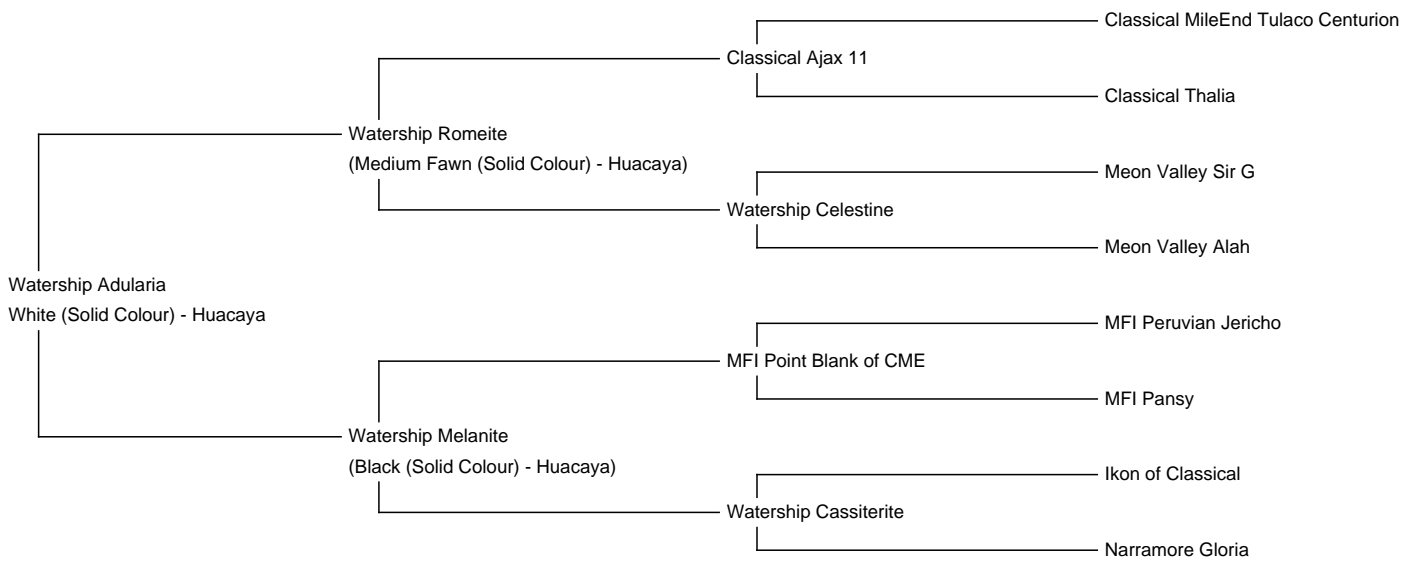 Classical MileEnd Tulaco Centurion
Classical Ajax 11
Classical Thalia
Watership Romeite
(Medium Fawn (Solid Colour) - Huacaya)
Meon Valley Sir G
Watership Celestine
Meon Valley Alah
Watership Adularia
White (Solid Colour) - Huacaya
MFI Peruvian Jericho
MFI Point Blank of CME
MFI Pansy
Watership Melanite
(Black (Solid Colour) - Huacaya)
Ikon of Classical
Watership Cassiterite
Narramore Gloria